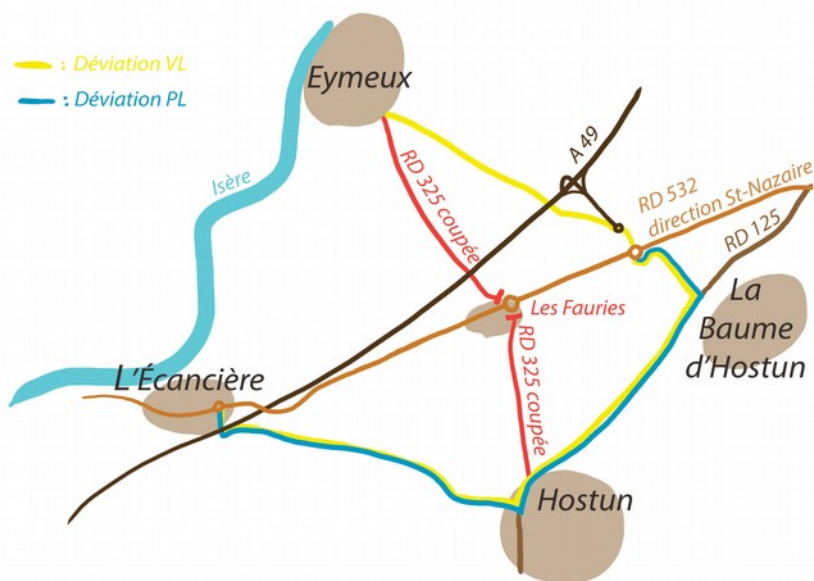 : Déviation VL
: Déviation PL
Eymeux
Isère
RD 325 coupée
A 49
RD 532
direction St-Nazaire
RD 125
Les Fauries
La
Baume
d'Hostun
L'Écancière
RD 325 coupée
Hostun